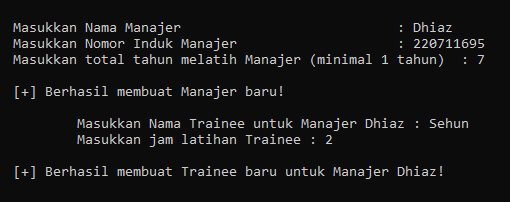 Masukkan Nama Manajer : Dhiaz
Masukkan Nomor Induk Manajer : 220711695
Masukkan total tahun melatih Manajer (minimal 1 tahun) : 7
[+] Berhasil membuat Manajer baru!
Masukkan Nama Trainee untuk Manajer Dhiaz : Sehun
Masukkan jam latihan Trainee : 2
[+] Berhasil membuat Trainee baru untuk Manajer Dhiaz!